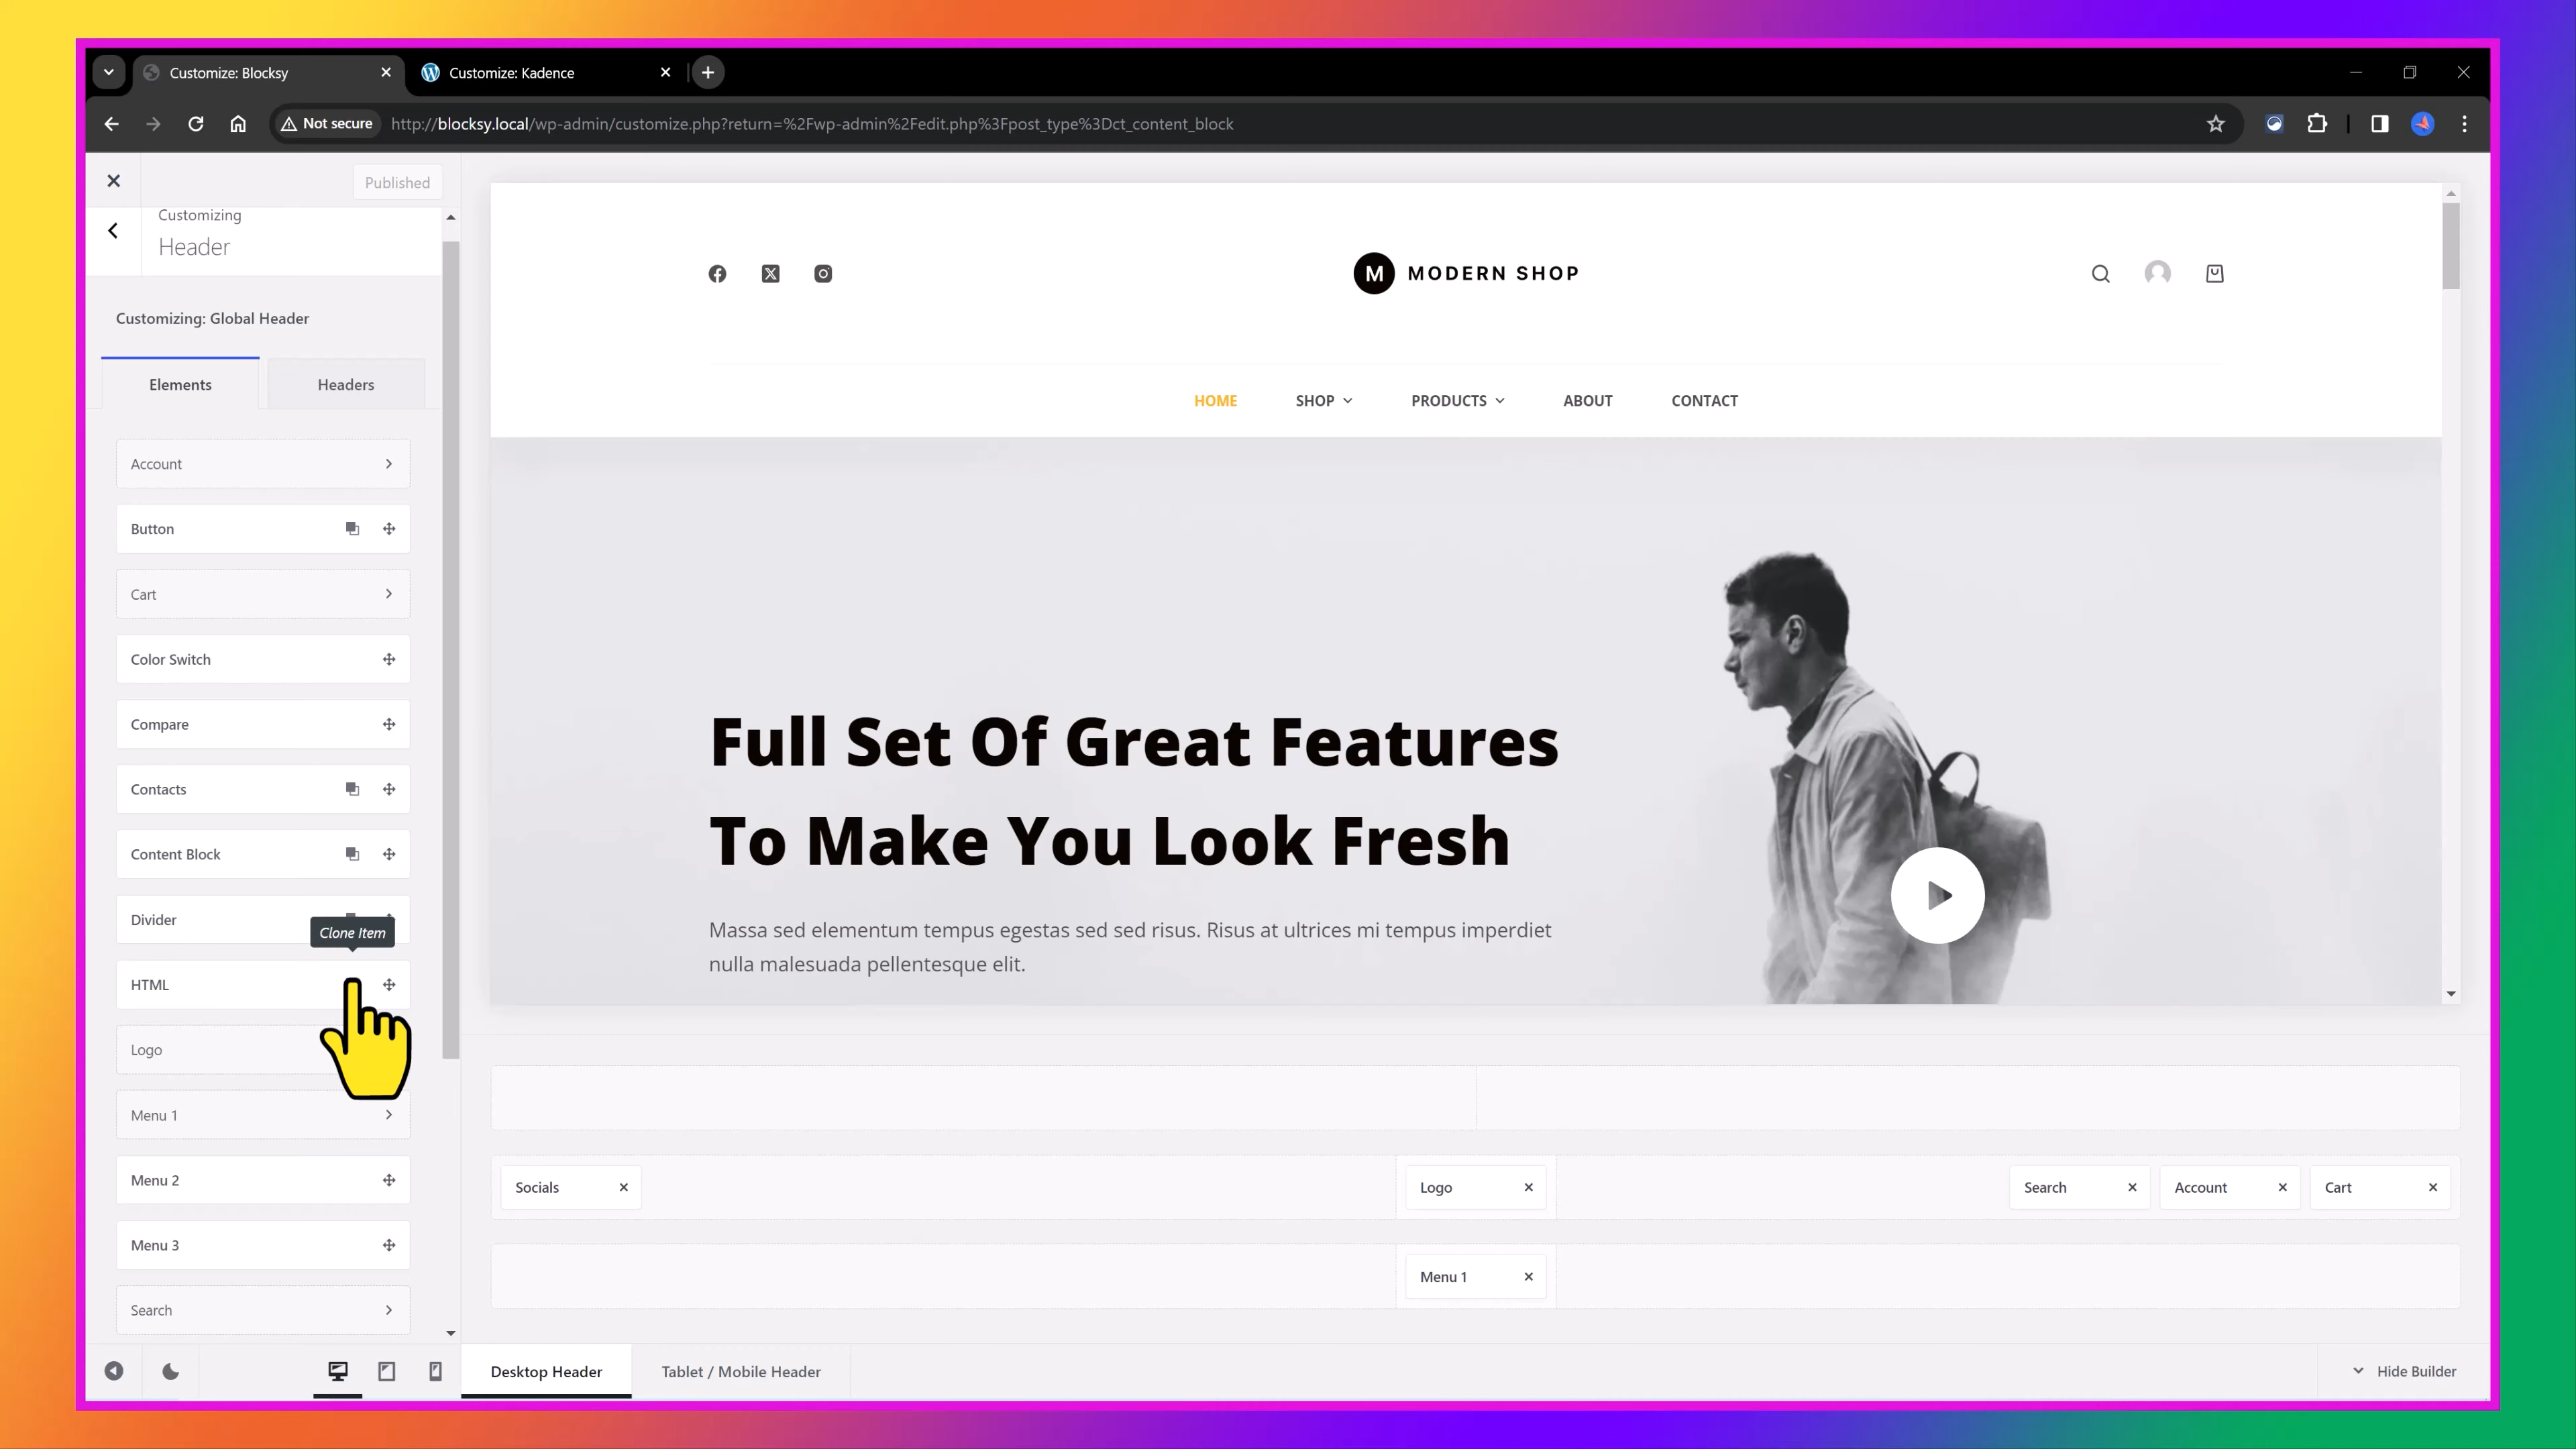 Customize: Blocksy
Customize: Kadence
Not secure
http://blocksy.local/wp-admin/customize.php?return=%2Fwp-admin%2Fedit.php%3Fpost_type%3Dct_content_block
Published
Customizing
Header
Customizing: Global Header
Elements
Headers
Account
Button
Cart
Color Switch
Compare
Contacts
Content Block
Divider
Clone Item
HTML
Logo
Menu 1
Menu 2
Menu 3
Search
M MODERN SHOP
HOME SHOP PRODUCTS ABOUT CONTACT
Full Set Of Great Features
To Make You Look Fresh
Massa sed elementum tempus egestas sed sed risus. Risus at ultrices mi tempus imperdiet
nulla malesuada pellentesque elit.
Socials
Logo
Search
Account
Cart
Menu 1
Desktop Header
Tablet / Mobile Header
Hide Builder